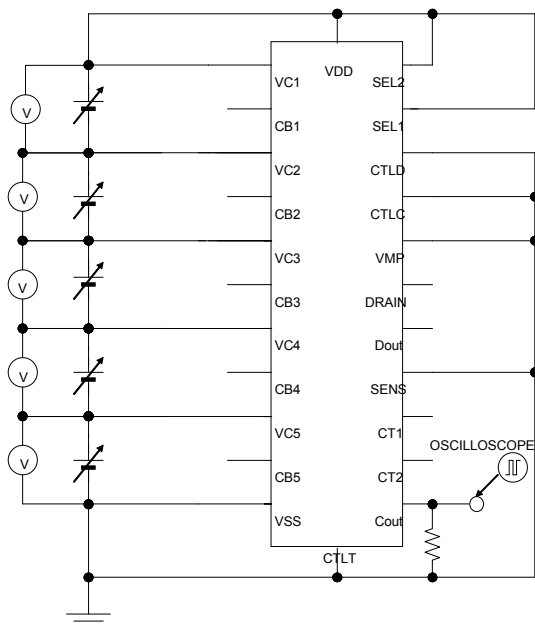 VDD
VC1 SEL2
V
CB1 SEL1
VC2 CTLD
V
CB2 CTLC
VC3 VMP
V
CB3 DRAIN
VC4 Dout
V
CB4 SENS
VC5 CT1
OSCILLOSCOPE
V
CB5 CT2
VSS Cout
CTLT